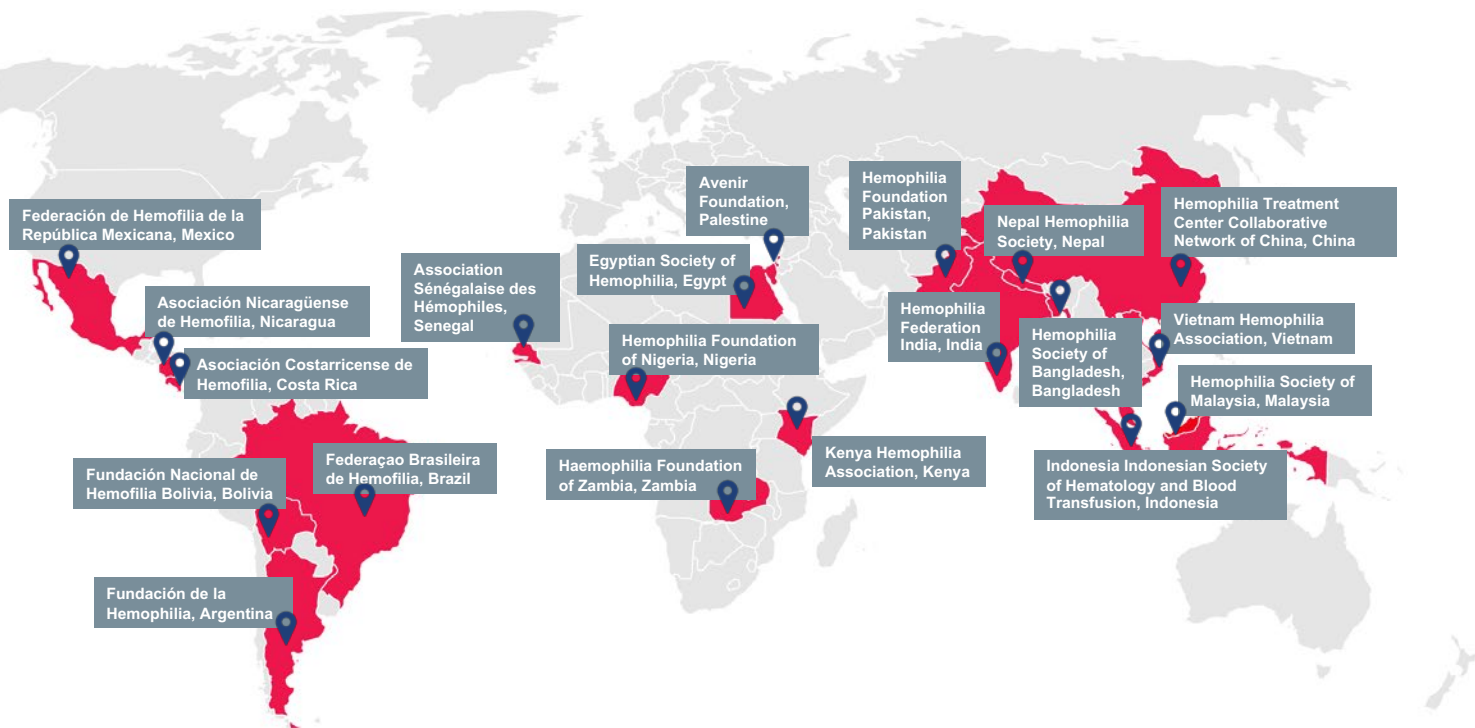 Federación de Hemofilia de la
República Mexicana, Mexico
Asociación Nicaragüense
de Hemofilia, Nicaragua
Asociación Costarricense de
Hemofilia, Costa Rica
Fundación Nacional de
Hemofilia Bolivia, Bolivia
Federaçao Brasileira
de Hemofilia, Brazil
Fundación de la
Hemophilia, Argentina
Association
Sénégalaise des
Hémophiles,
Senegal
Avenir
Foundation,
Palestine
Egyptian Society of
Hemophilia, Egypt
Hemophilia Foundation
of Nigeria, Nigeria
Haemophilia Foundation
of Zambia, Zambia
Kenya Hemophilia
Association, Kenya
Hemophilia
Foundation
Pakistan,
Pakistan
Nepal Hemophilia
Society, Nepal
Hemophilia Treatment
Center Collaborative
Network of China, China
Hemophilia
Federation
India, India
Hemophilia
Society of
Bangladesh,
Bangladesh
Vietnam Hemophilia
Association, Vietnam
Hemophilia Society of
Malaysia, Malaysia
Indonesia Indonesian Society
of Hematology and Blood
Transfusion, Indonesia